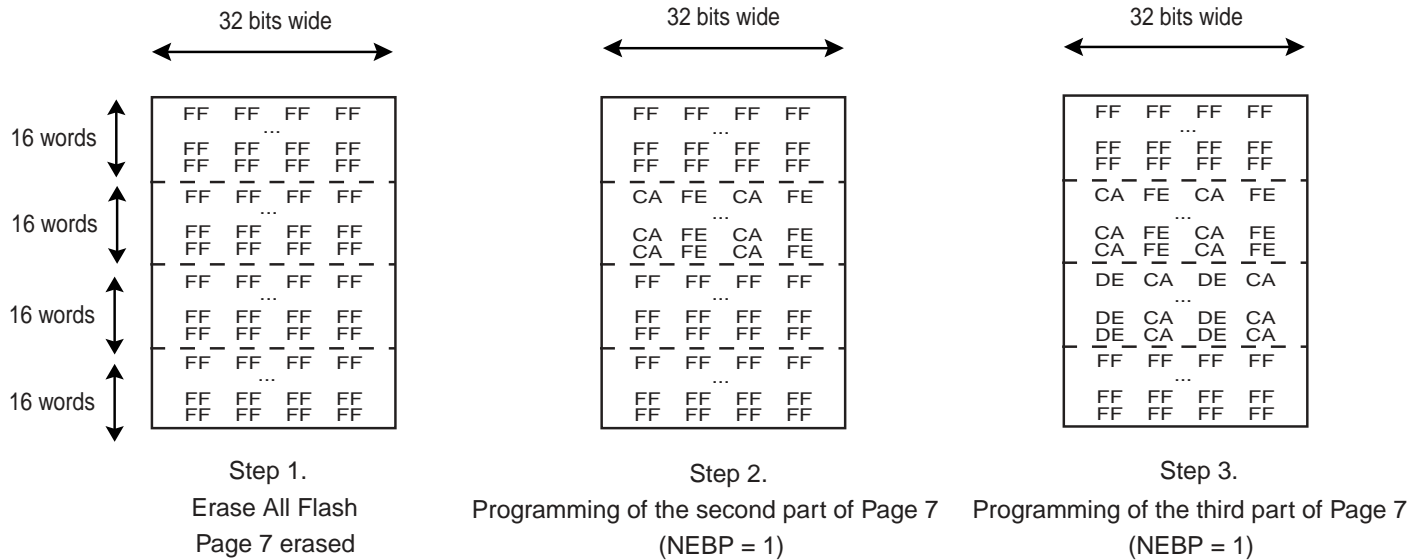 32 bits wide
32 bits wide
32 bits wide
16 words
16 words
16 words
16 words
FF FF FF FF
...
FF FF FF FF
FF FF FF FF
FF FF FF FF
...
FF FF FF FF
FF FF FF FF
FF FF FF FF
...
FF FF FF FF
FF FF FF FF
FF FF FF FF
...
FF FF FF FF
FF FF FF FF
Step 1.
Erase All Flash
Page 7 erased
FF FF FF FF
...
FF FF FF FF
FF FF FF FF
CA FE CA FE
...
CA FE CA FE
CA FE CA FE
FF FF FF FF
...
FF FF FF FF
FF FF FF FF
FF FF FF FF
...
FF FF FF FF
FF FF FF FF
Step 2.
Programming of the second part of Page 7
(NEBP = 1)
FF FF FF FF
...
FF FF FF FF
FF FF FF FF
CA FE CA FE
...
CA FE CA FE
CA FE CA FE
DE CA DE CA
...
DE CA DE CA
DE CA DE CA
FF FF FF FF
...
FF FF FF FF
FF FF FF FF
Step 3.
Programming of the third part of Page 7
(NEBP = 1)